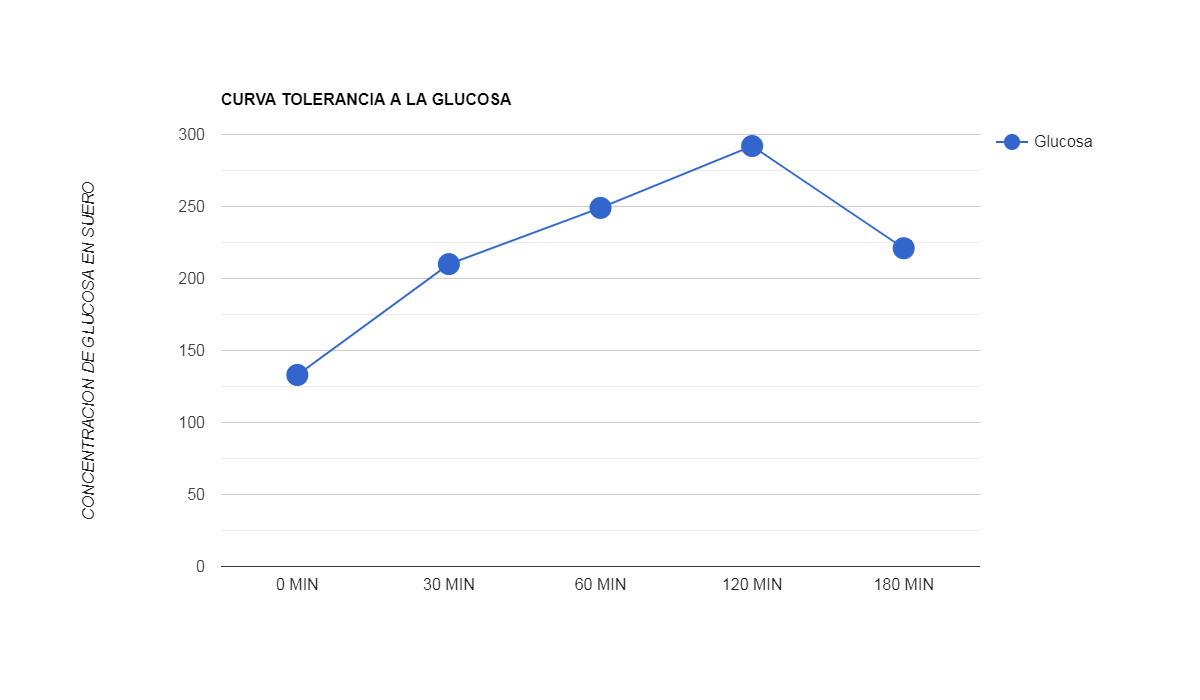 CURVA TOLERANCIA A LA GLUCOSA
CONCENTRACION DE GLUCOSA EN SUERO
300
250
200
150
100
50
0
0 MIN
30 MIN
60 MIN
120 MIN
180 MIN
Glucosa